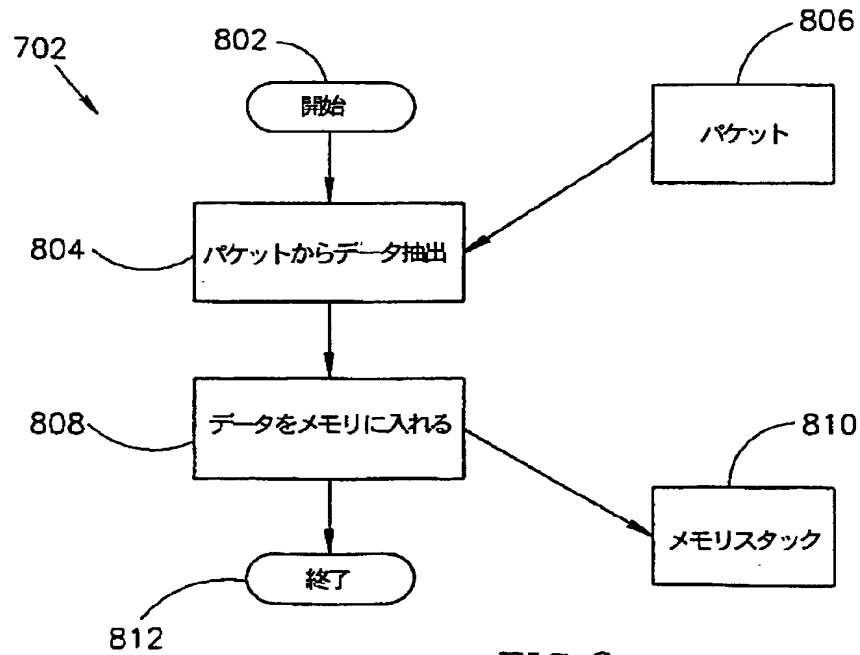 802
806
702
開始
パケット
804
パケットからデータ抽出
808
データをメモリに入れる
810
メモリスタック
終了
812